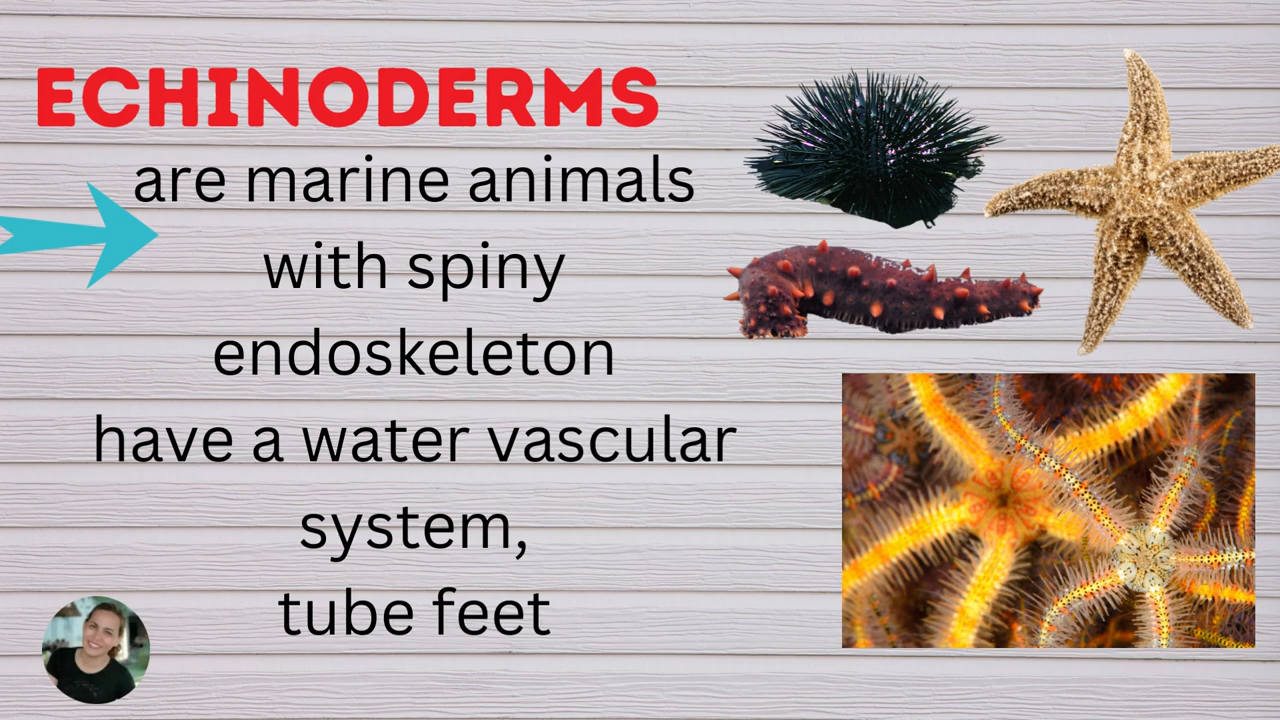 ECHINODERMS
are marine animals
with spiny
endoskeleton
have a water vascular
system,
tube feet